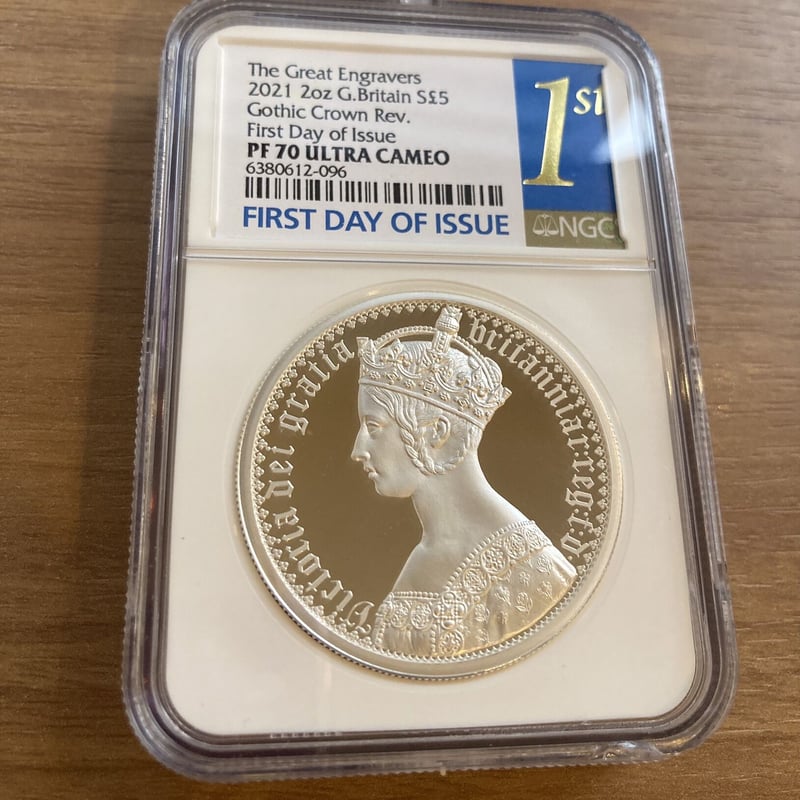 The Great Engravers
2021 2oz G.Britain S£5
Gothic Crown Rev.
First Day of Issue
PF 70 ULTRA CAMEO
6380612-096
FIRST DAY OF ISSUE
1st
NGC
Victoria dei gratia britanniar: reg: f: d: